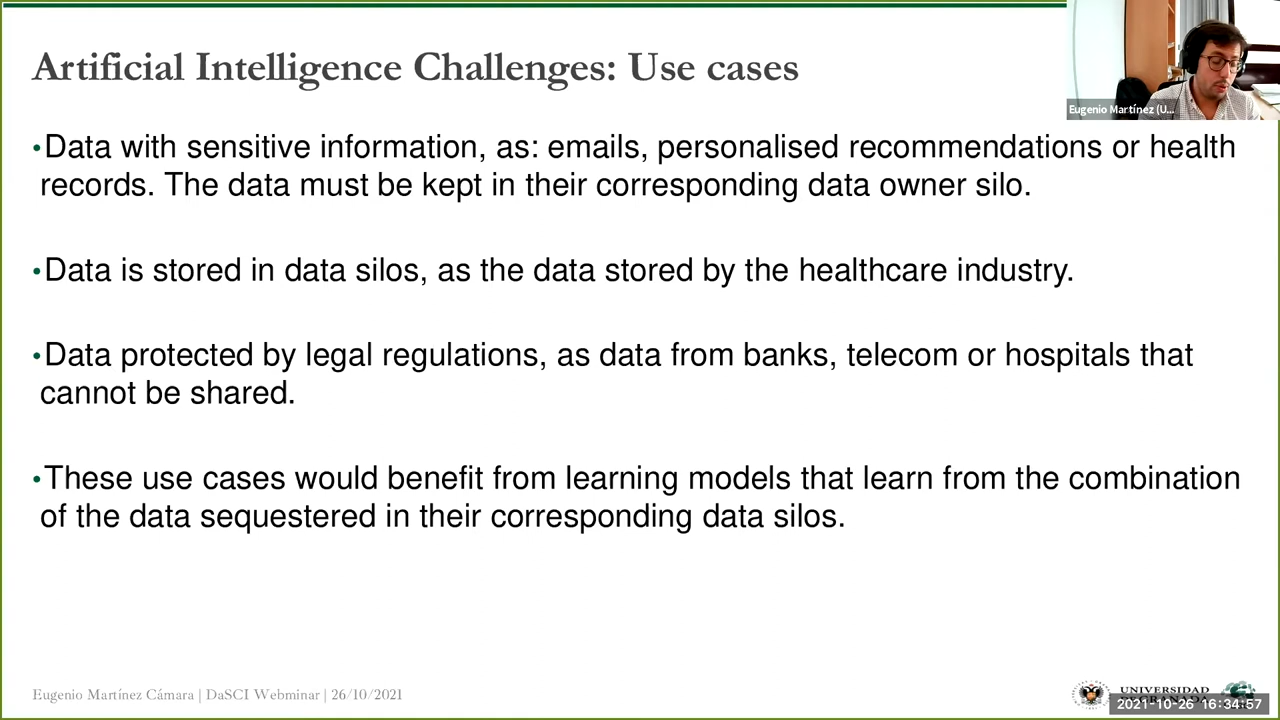 Artificial Intelligence Challenges: Use cases
Eugenio Martínez (U...
•Data with sensitive information, as: emails, personalised recommendations or health
records. The data must be kept in their corresponding data owner silo.
•Data is stored in data silos, as the data stored by the healthcare industry.
•Data protected by legal regulations, as data from banks, telecom or hospitals that
cannot be shared.
•These use cases would benefit from learning models that learn from the combination
of the data sequestered in their corresponding data silos.
Eugenio Martínez Cámara | DaSCI Webminar | 26/10/2021
UNIVERSIDAD
2021-10-26 16:34:57